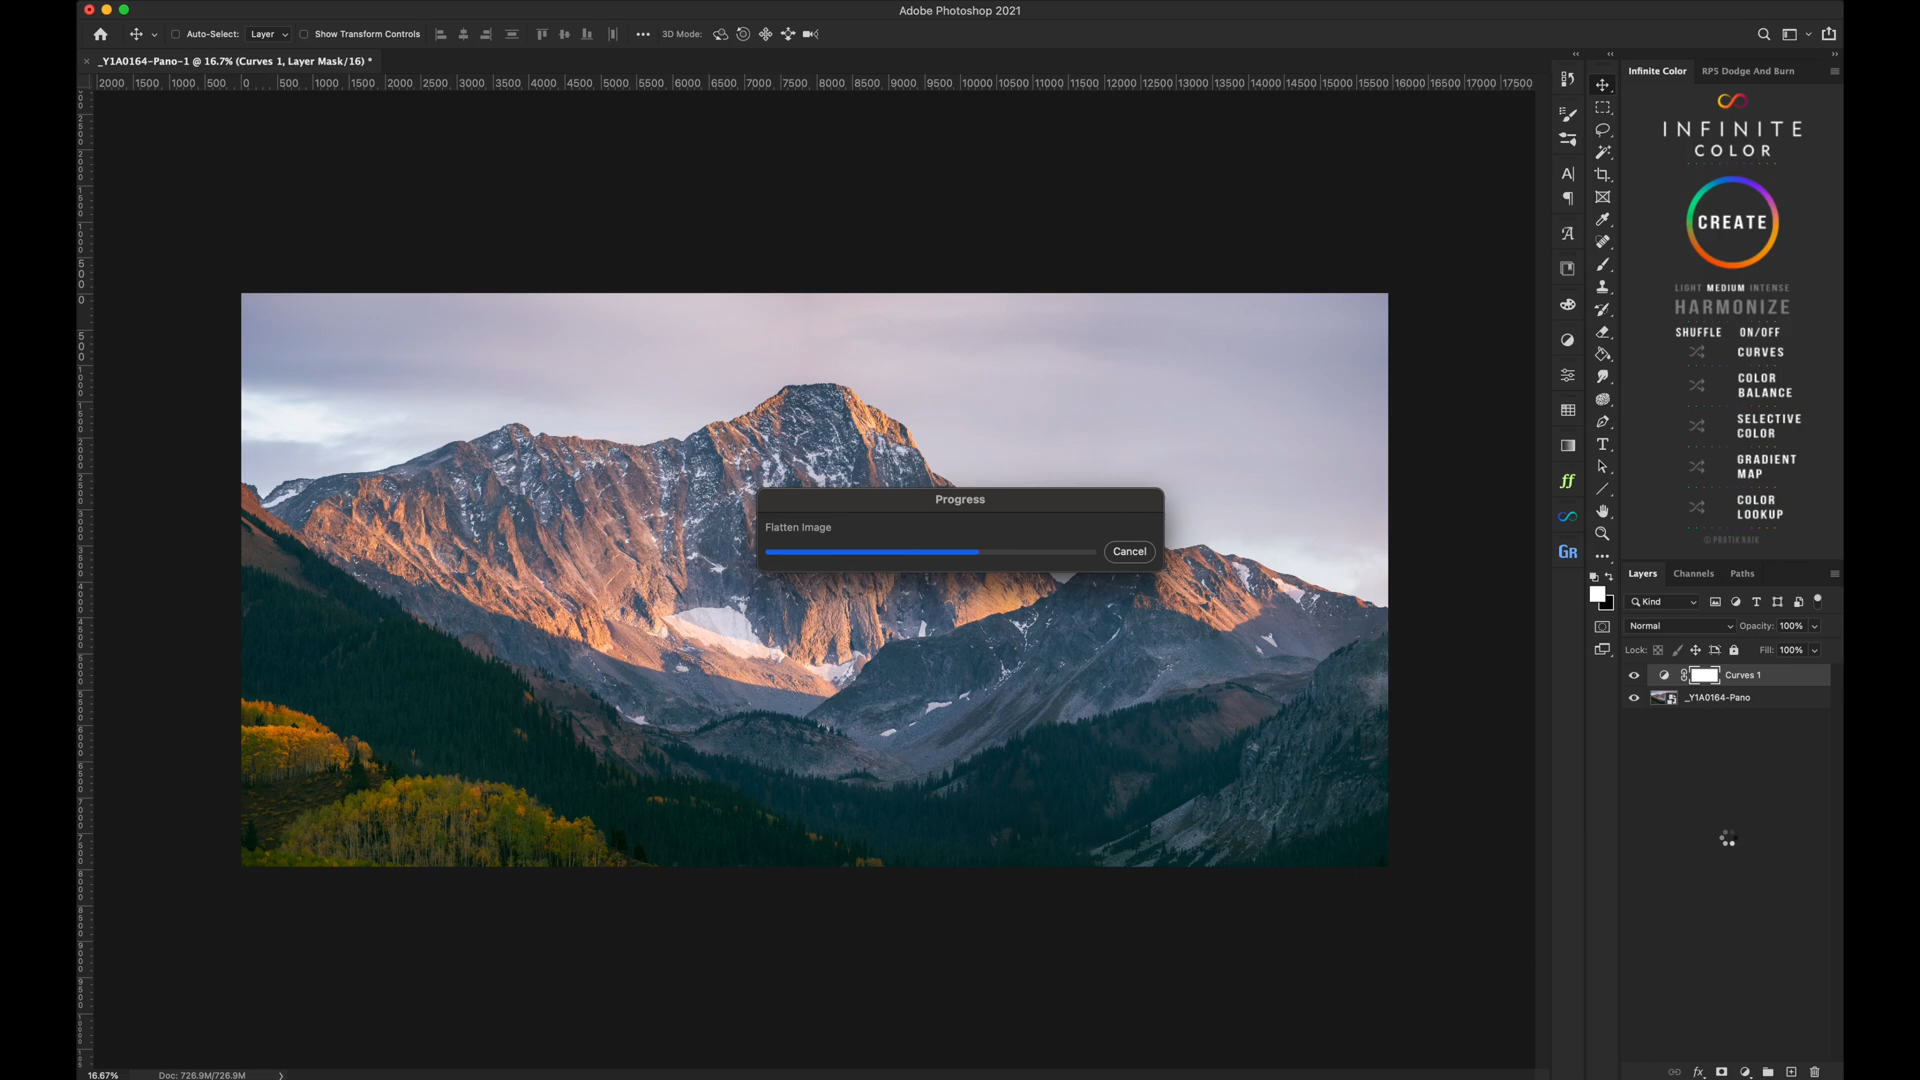 Adobe Photoshop 2021
Auto-Select: Layer Show Transform Controls 3D Mode:
_Y1A0164-Pano-1 @ 16.7% (Curves 1, Layer Mask/16) *
2000 1500 1000 500 0 500 1000 1500 2000 2500 3000 3500 4000 4500 5000 5500 6000 6500 7000 7500 8000 8500 9000 9500 10000 10500 11000 11500 12000 12500 13000 13500 14000 14500 15000 15500 16000 16500 17000 17500
Infinite Color RPS Dodge And Burn
INFINITE
COLOR
CREATE
LIGHT MEDIUM INTENSE
HARMONIZE
SHUFFLE ON/OFF
CURVES
COLOR
BALANCE
SELECTIVE
COLOR
GRADIENT
MAP
COLOR
LOOKUP
© PRATIK NAIK
ff
Gr
Progress
Flatten Image
Cancel
Layers Channels Paths
Kind
Normal Opacity: 100%
Lock: Fill: 100%
Curves 1
_Y1A0164-Pano
fx
16.67% Doc: 726.9M/726.9M